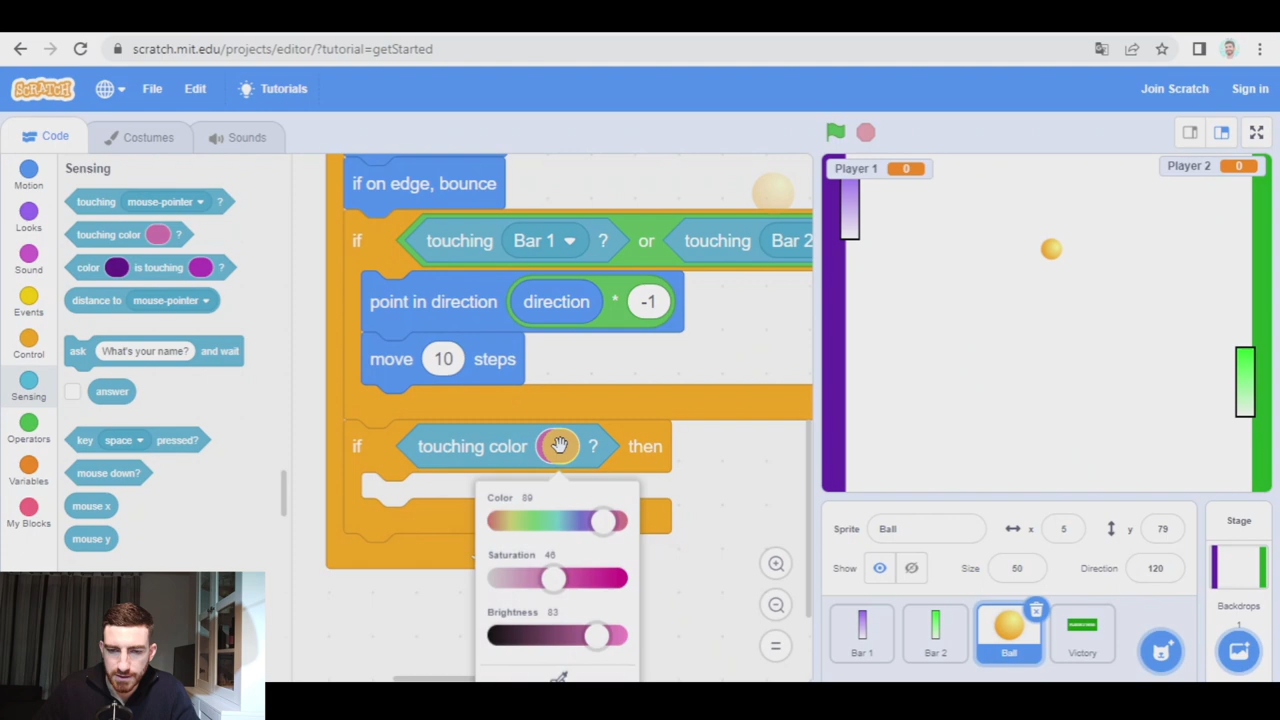 scratch.mit.edu/projects/editor/?tutorial=getStarted
SCRATCH
File
Edit
Tutorials
Join Scratch
Sign in
Code
Costumes
Sounds
Motion
Looks
Sound
Events
Control
Sensing
Operators
Variables
My Blocks
Sensing
touching mouse-pointer ?
touching color ?
color is touching ?
distance to mouse-pointer
ask What's your name? and wait
answer
key space pressed?
mouse down?
mouse x
mouse y
if on edge, bounce
if touching Bar 1 ? or touching Bar 2
point in direction direction * -1
move 10 steps
if touching color ? then
Color 89
Saturation 46
Brightness 83
Player 1 0
Player 2 0
Sprite Ball x 5 y 79
Show Size 50 Direction 120
Bar 1
Bar 2
Ball
Victory
Stage
Backdrops
1